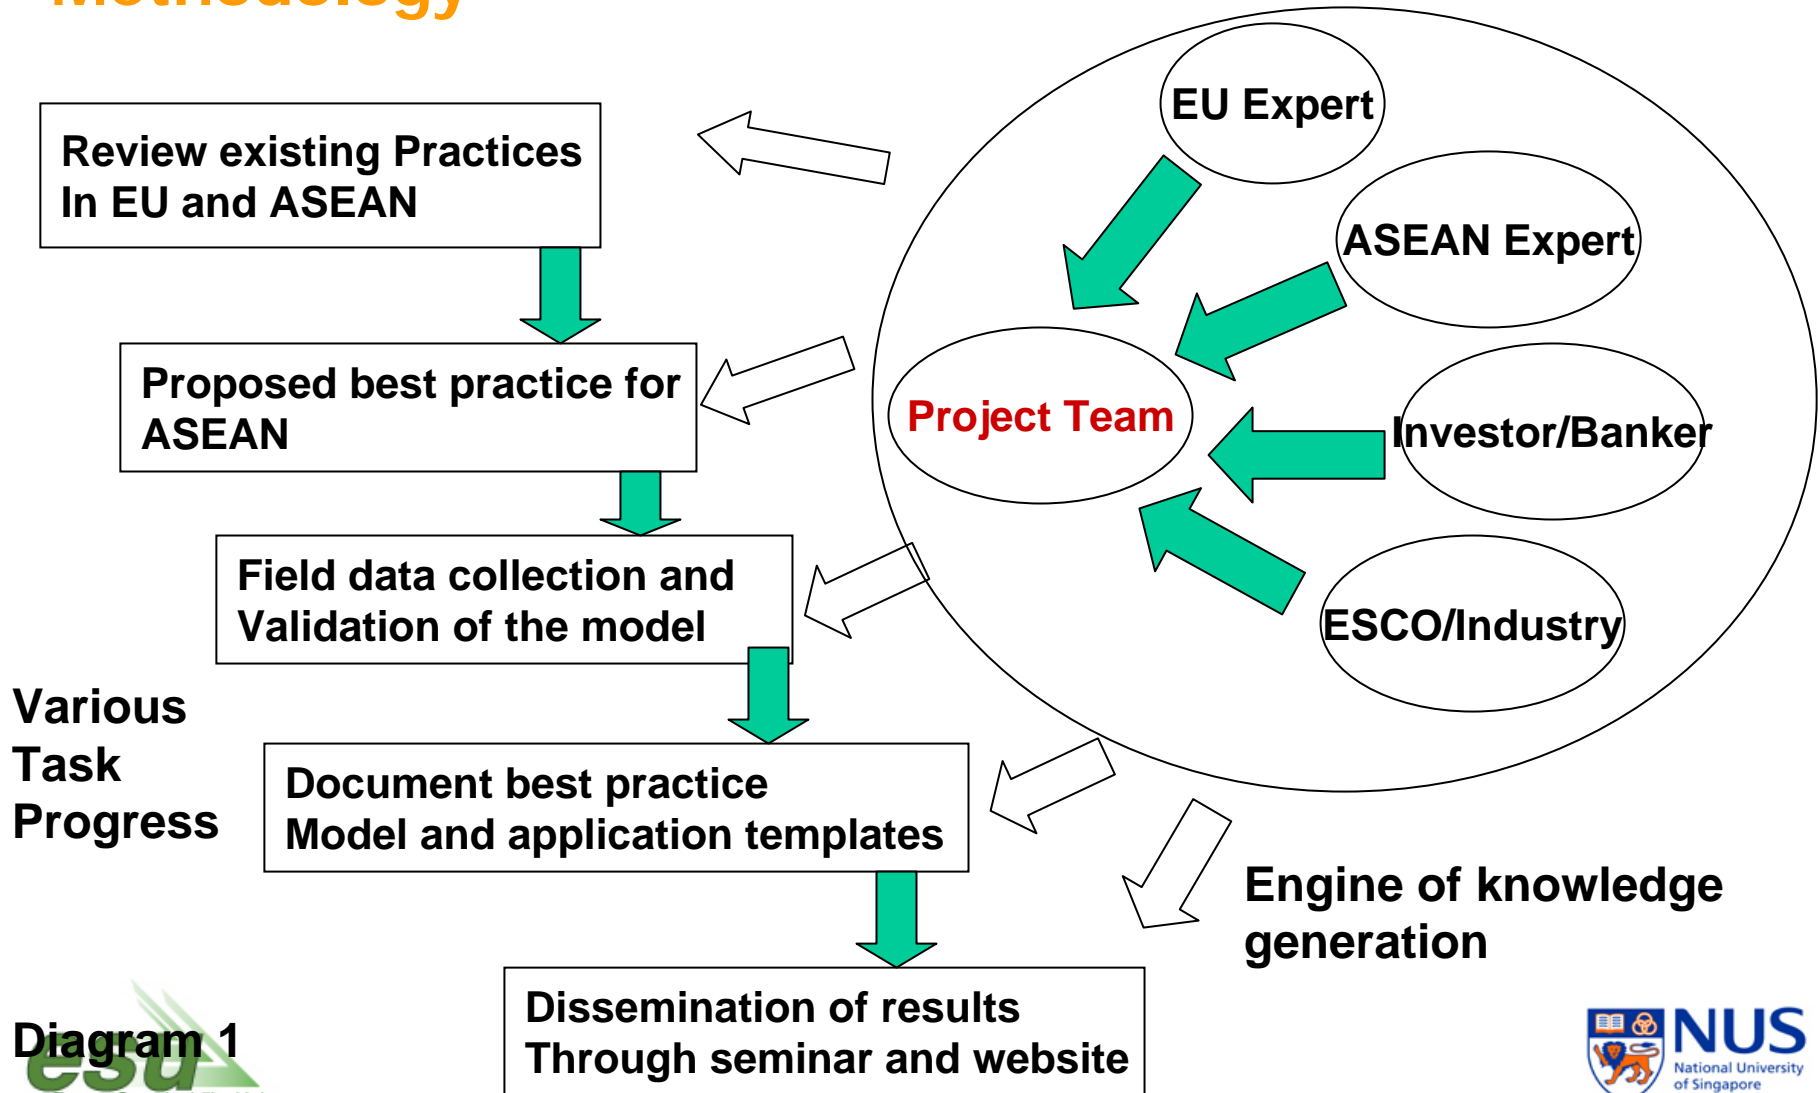 Methodology
Review existing Practices
In EU and ASEAN
Proposed best practice for
ASEAN
Field data collection and
Validation of the model
Document best practice
Model and application templates
Dissemination of results
Through seminar and website
Various
Task
Progress
EU Expert
ASEAN Expert
Project Team
Investor/Banker
ESCO/Industry
Engine of knowledge
generation
Diagram 1
esu
NUS
National University
of Singapore